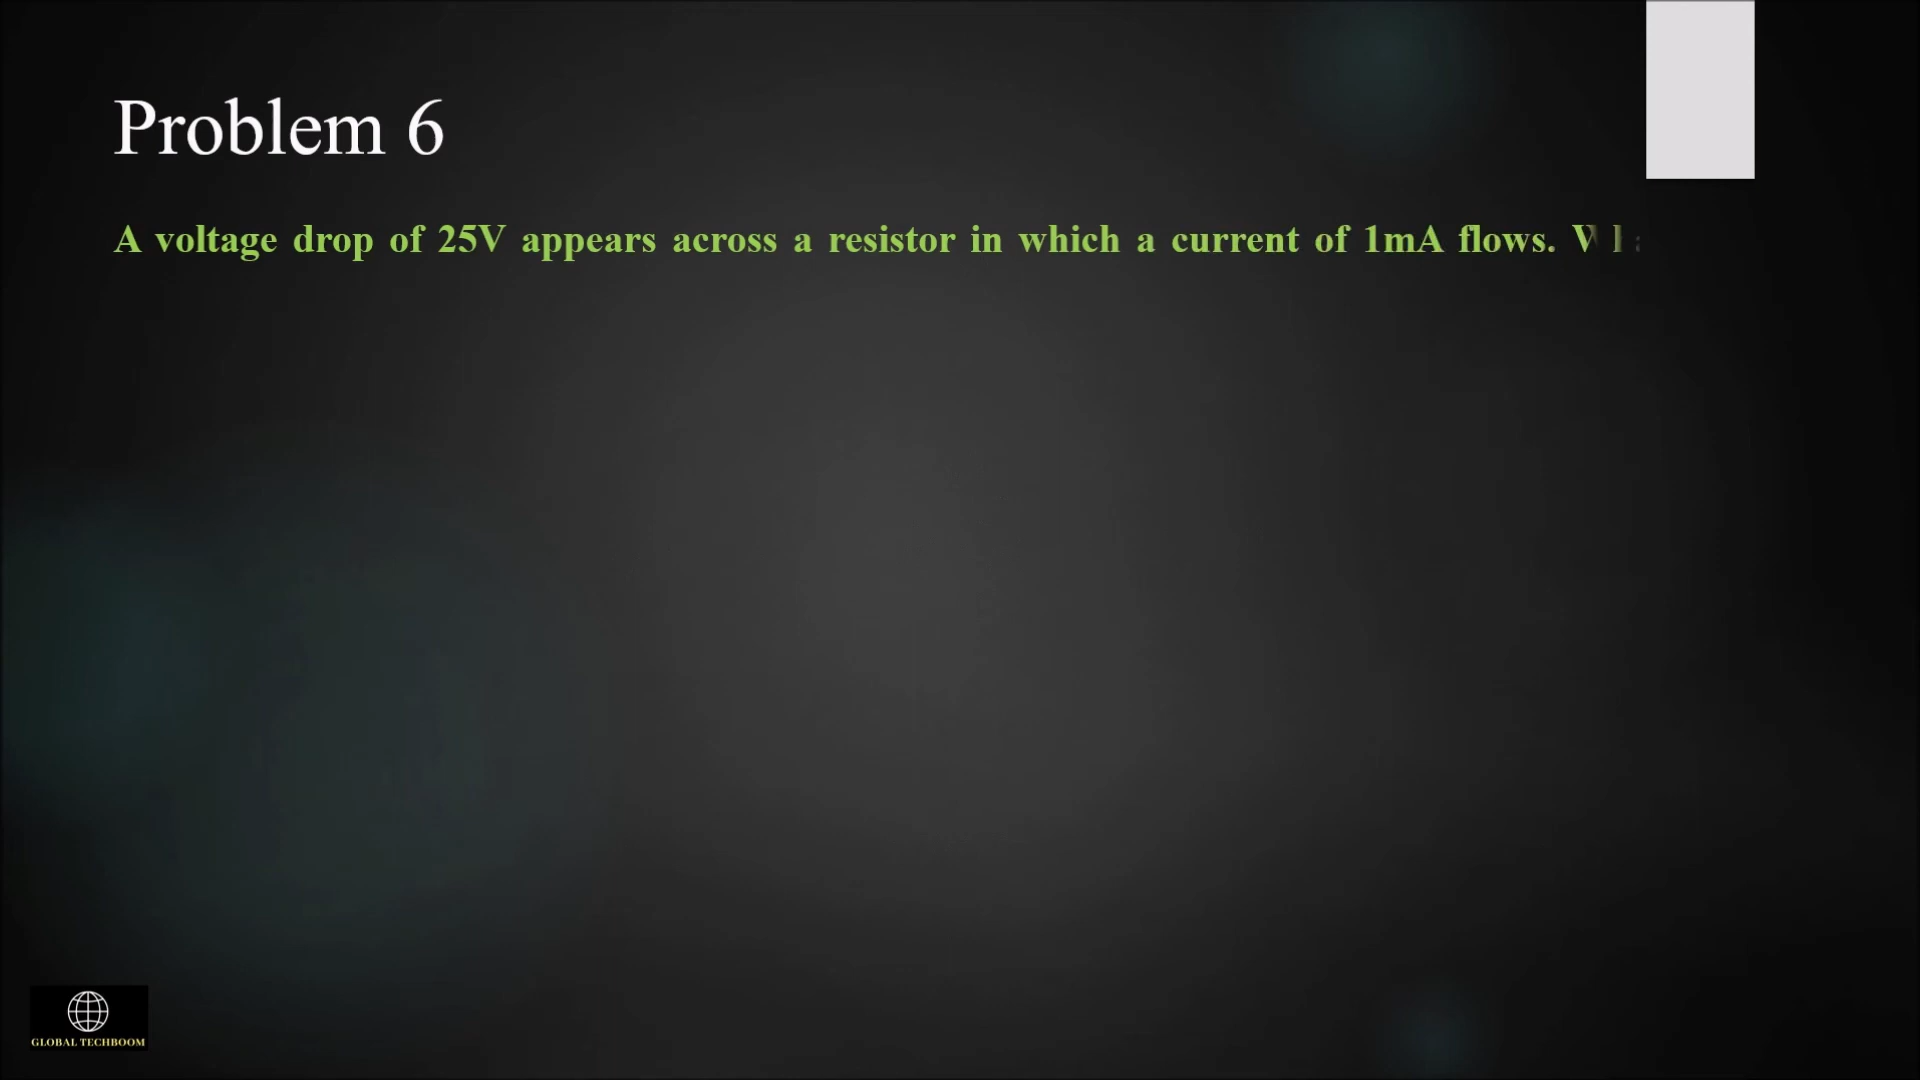 Problem 6
A voltage drop of 25V appears across a resistor in which a current of 1mA flows.
GLOBAL TECHBOOM